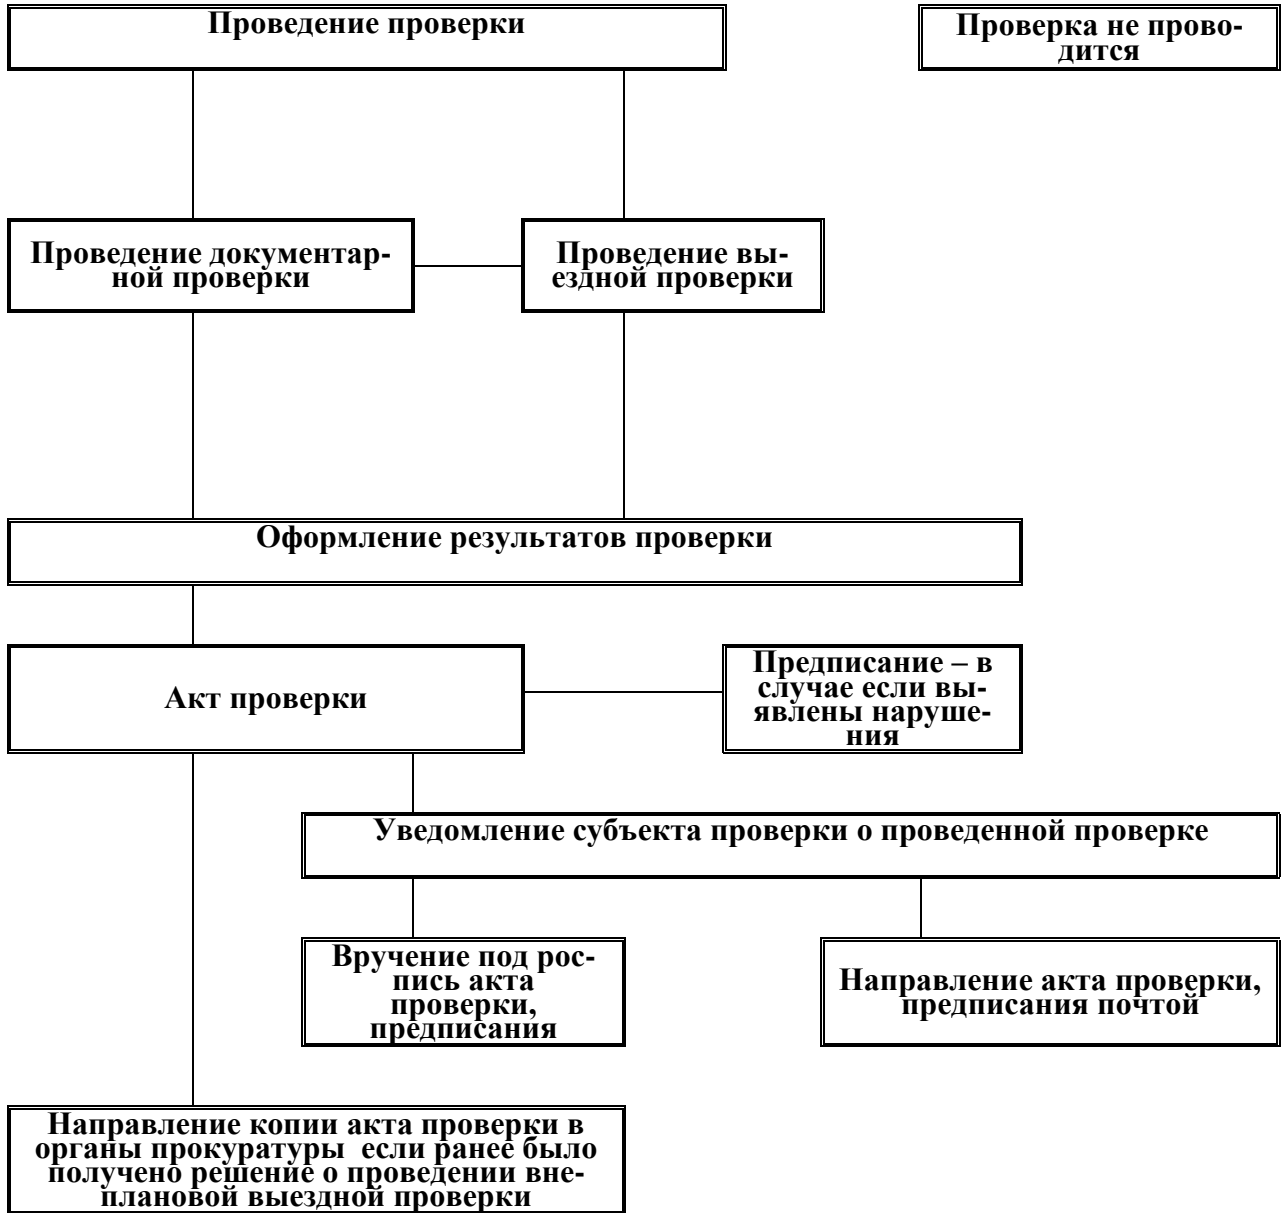 Проведение проверки
Проверка не прово-
дится
Проведение документар-
ной проверки
Проведение вы-
ездной проверки
Оформление результатов проверки
Акт проверки
Предписание – в
случае если вы-
явлены наруше-
ния
Уведомление субъекта проверки о проведенной проверке
Вручение под рос-
пись акта
проверки,
предписания
Направление акта проверки,
предписания почтой
Направление копии акта проверки в
органы прокуратуры  если ранее было
получено решение о проведении вне-
плановой выездной проверки